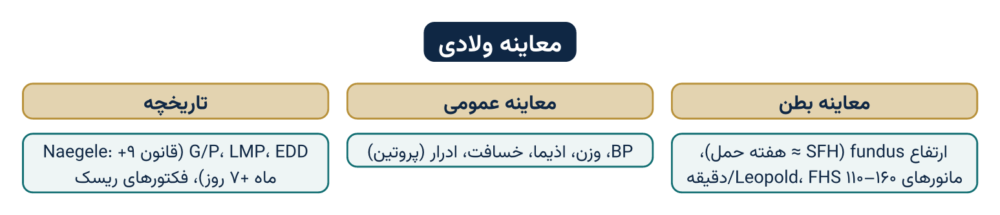 معاینه ولادی
معاینه بطن
ارتفاع fundus (SFH ≈ هفته حمل)،
مانورهای Leopold، FHS ۱۱۰–۱۶۰/دقیقه
معاینه عمومی
BP، وزن، اذیما، خسافت، ادرار (پروتین)
تاریخچه
G/P، LMP، EDD (قانون Naegele: +۹
ماه +۷ روز)، فکتورهای ریسک